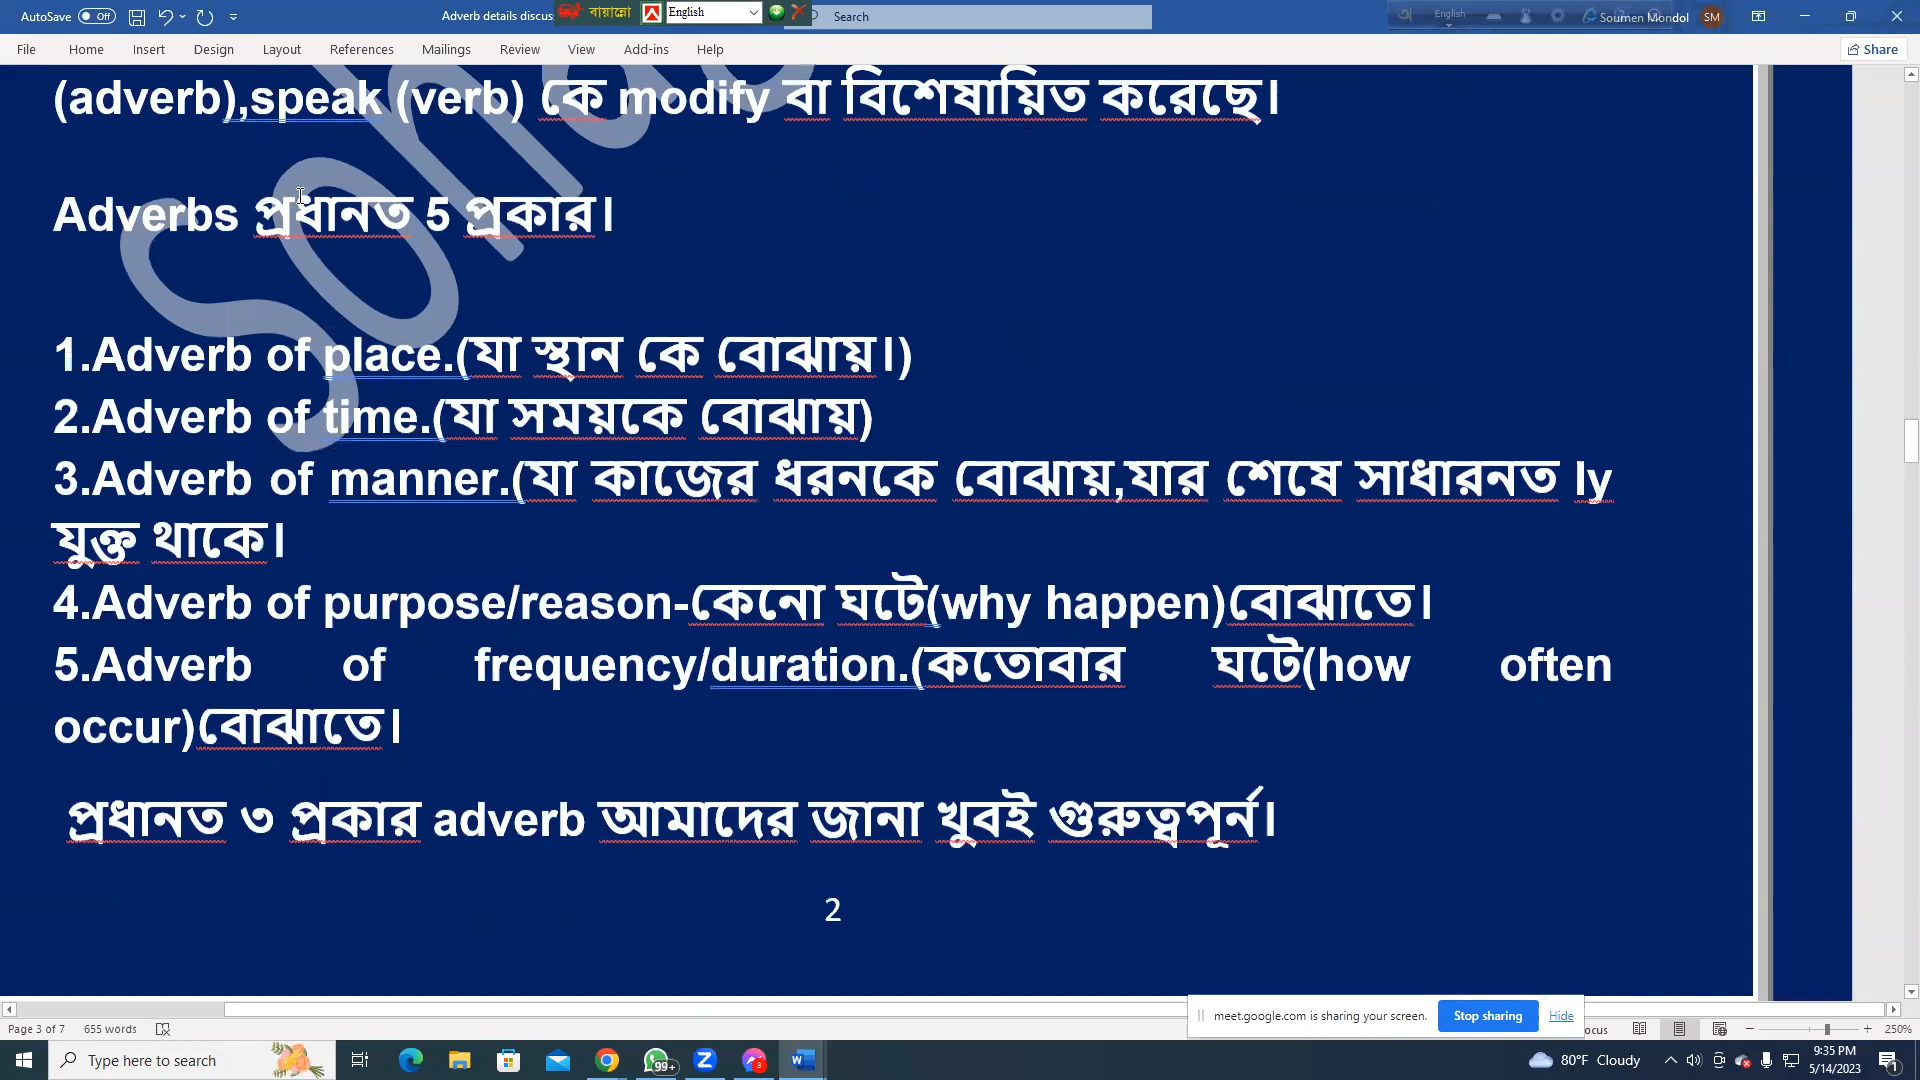 AutoSave Off
Adverb details discus
বায়ান্নো
English
Search
English
Soumen Mondol
SM
File Home Insert Design Layout References Mailings Review View Add-ins Help
Share
(adverb),speak (verb) কে modify বা বিশেষায়িত করেছে।
Adverbs প্রধানত 5 প্রকার।
1.Adverb of place.(যা স্থান কে বোঝায়।)
2.Adverb of time.(যা সময়কে বোঝায়)
3.Adverb of manner.(যা কাজের ধরনকে বোঝায়,যার শেষে সাধারনত ly
যুক্ত থাকে।
4.Adverb of purpose/reason-কেনো ঘটে(why happen)বোঝাতে।
5.Adverb of frequency/duration.(কতোবার ঘটে(how often
occur)বোঝাতে।
প্রধানত ৩ প্রকার adverb আমাদের জানা খুবই গুরুত্বপূর্ন।
2
meet.google.com is sharing your screen.
Stop sharing
Hide
Page 3 of 7
655 words
ocus
250%
Type here to search
99+
3
80°F Cloudy
9:35 PM
5/14/2023
1